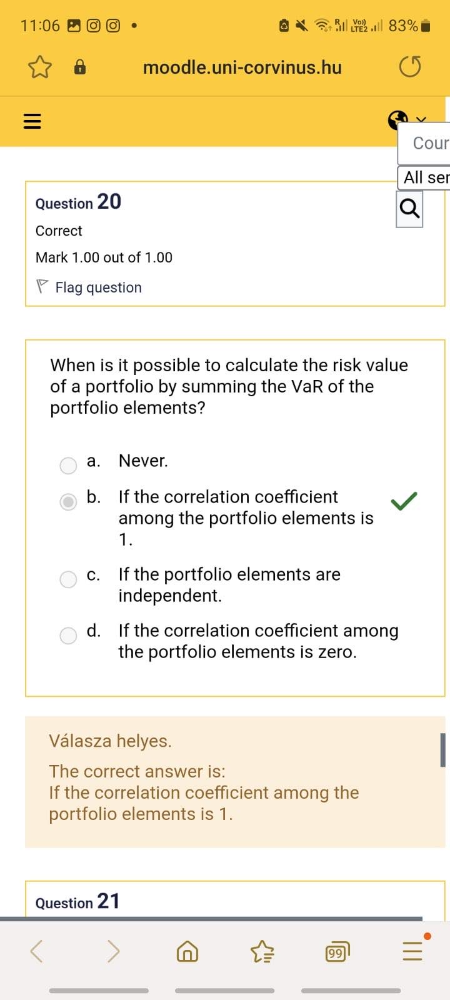 11:06
Vo)) R
LTE2 83%
moodle.uni-corvinus.hu
Cour
All ser
Question 20
Correct
Mark 1.00 out of 1.00
Flag question
When is it possible to calculate the risk value
of a portfolio by summing the VaR of the
portfolio elements?
a. Never.
b. If the correlation coefficient
among the portfolio elements is
1.
c. If the portfolio elements are
independent.
d. If the correlation coefficient among
the portfolio elements is zero.
Válasza helyes.
The correct answer is:
If the correlation coefficient among the
portfolio elements is 1.
Question 21
99